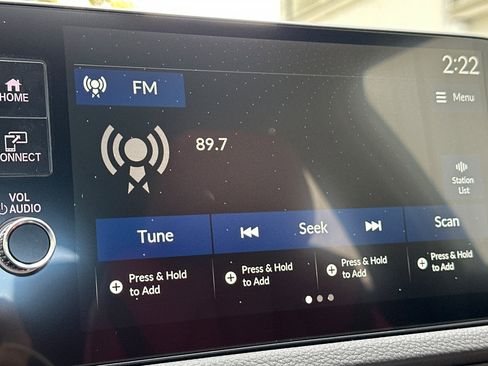 2:22
HOME
FM
Menu
CONNECT
89.7
Station
List
VOL
AUDIO
Tune
Seek
Scan
Press & Hold
to Add
Press & Hold
to Add
Press & Hold
to Add
Press & Hold
to Add